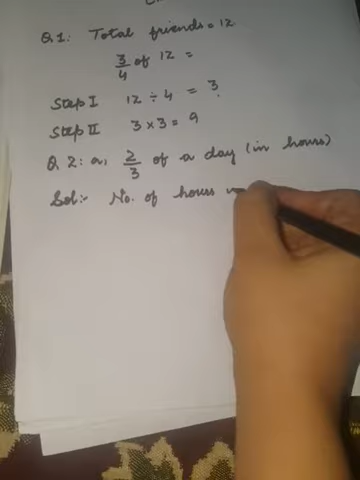 Q.1: Total friends = 12
3/4 of 12 =
Step I 12 ÷ 4 = 3
Step II 3 × 3 = 9
Q.2: a, 2/3 of a day (in hours)
Sol:- No. of hours